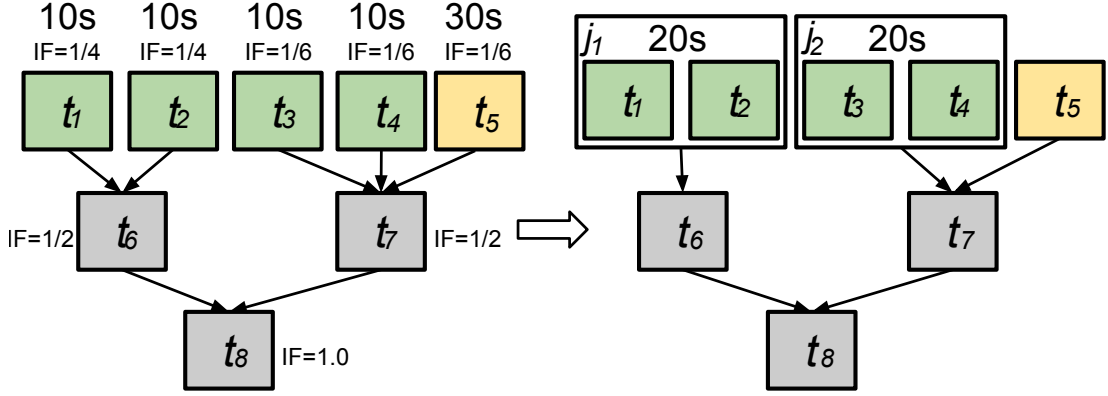 10s 10s 10s 10s 30s
IF=1/4 IF=1/4 IF=1/6 IF=1/6 IF=1/6
t1 t2 t3 t4 t5
IF=1/2 t6 t7 IF=1/2
t8 IF=1.0
j1 20s j2 20s
t1 t2 t3 t4 t5
t6 t7
t8